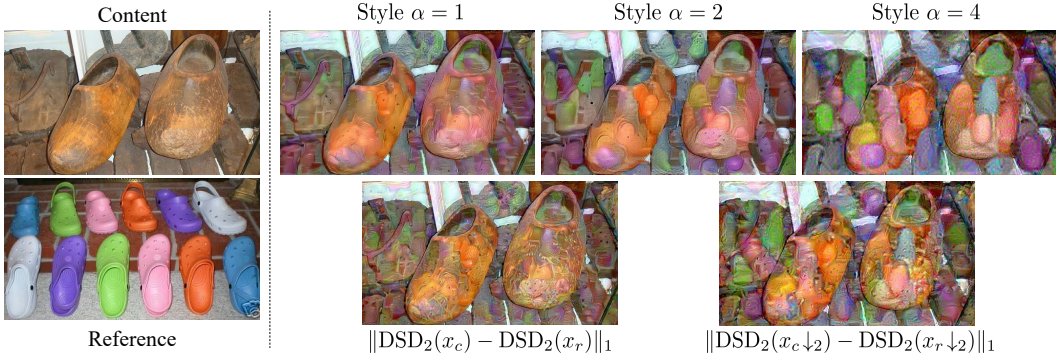 Content
Style α = 1
Style α = 2
Style α = 4
Reference
‖DSD₂(x_c) − DSD₂(x_r)‖₁
‖DSD₂(x_c↓₂) − DSD₂(x_r↓₂)‖₁